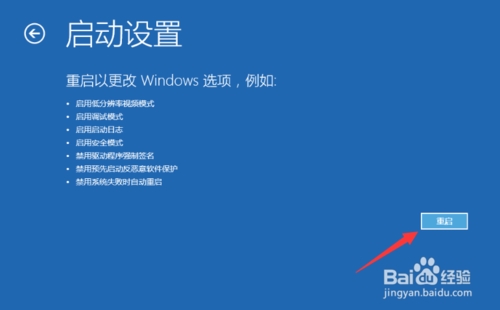 启动设置
重启以更改 Windows 选项，例如:
• 启用低分辨率视频模式
• 启用调试模式
• 启用启动日志
• 启用安全模式
• 禁用驱动程序强制签名
• 禁用预先启动反恶意软件保护
• 禁用系统失败时自动重启
重启
Baidu 经验
jingyan.baidu.com